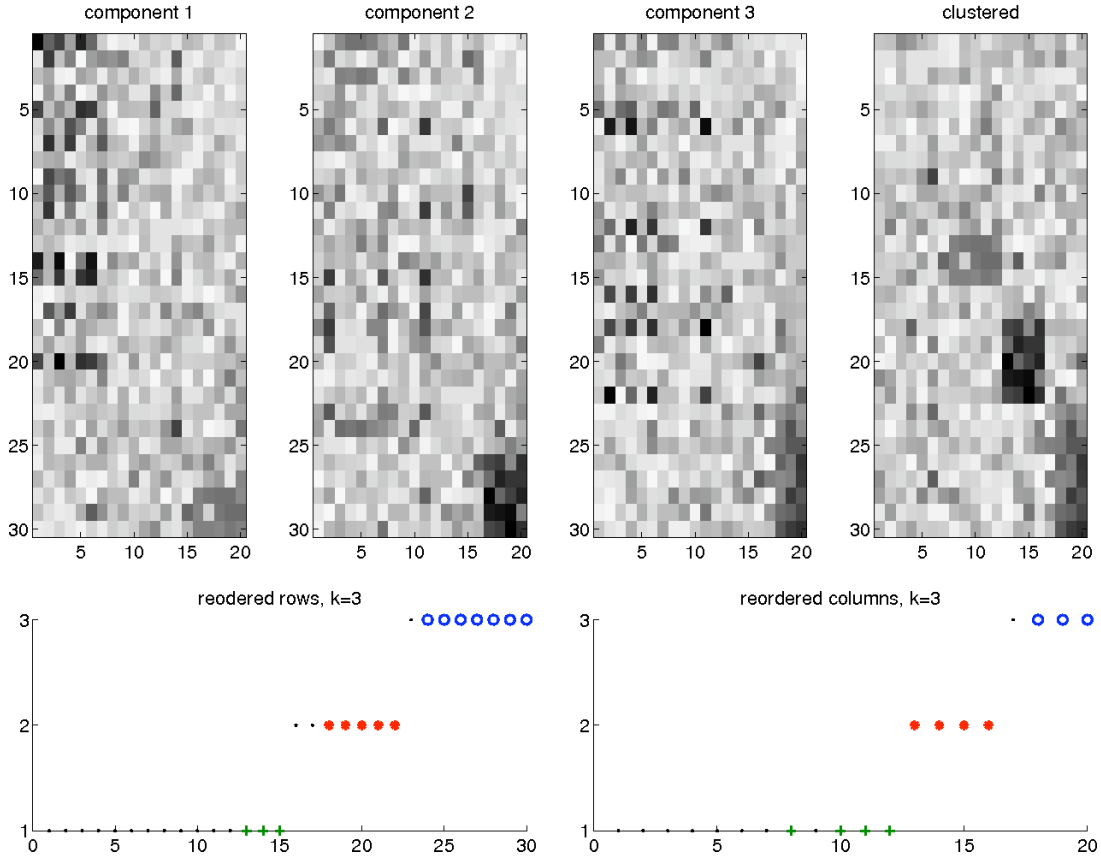 component 1 component 2 component 3 clustered
5 5 5 5
10 10 10 10
15 15 15 15
20 20 20 20
25 25 25 25
30 30 30 30
5 10 15 20 5 10 15 20 5 10 15 20 5 10 15 20
reodered rows, k=3 reordered columns, k=3
3 3
2 2
1 1
0 5 10 15 20 25 30 0 5 10 15 20